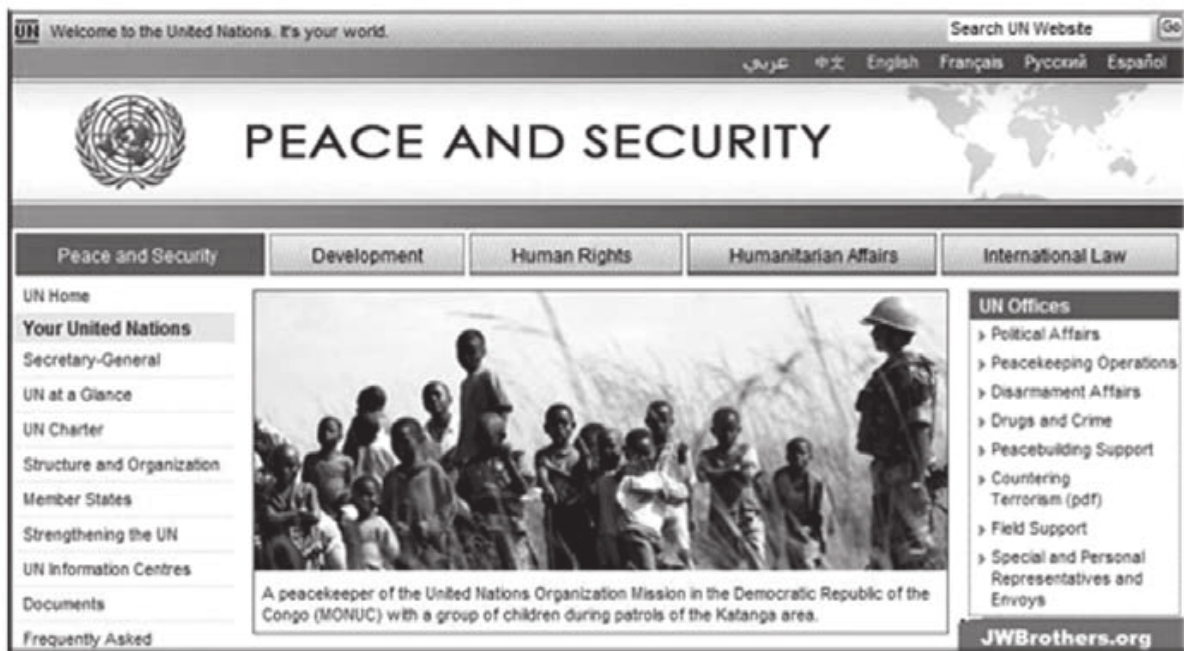 UN Welcome to the United Nations. It's your world.
Search UN Website Go
عربي 中文 English Français Русский Español
PEACE AND SECURITY
Peace and Security Development Human Rights Humanitarian Affairs International Law
UN Home
Your United Nations
Secretary-General
UN at a Glance
UN Charter
Structure and Organization
Member States
Strengthening the UN
UN Information Centres
Documents
Frequently Asked
A peacekeeper of the United Nations Organization Mission in the Democratic Republic of the
Congo (MONUC) with a group of children during patrols of the Katanga area.
UN Offices
Political Affairs
Peacekeeping Operations
Disarmament Affairs
Drugs and Crime
Peacebuilding Support
Countering
Terrorism (pdf)
Field Support
Special and Personal
Representatives and
Envoys
JWBrothers.org